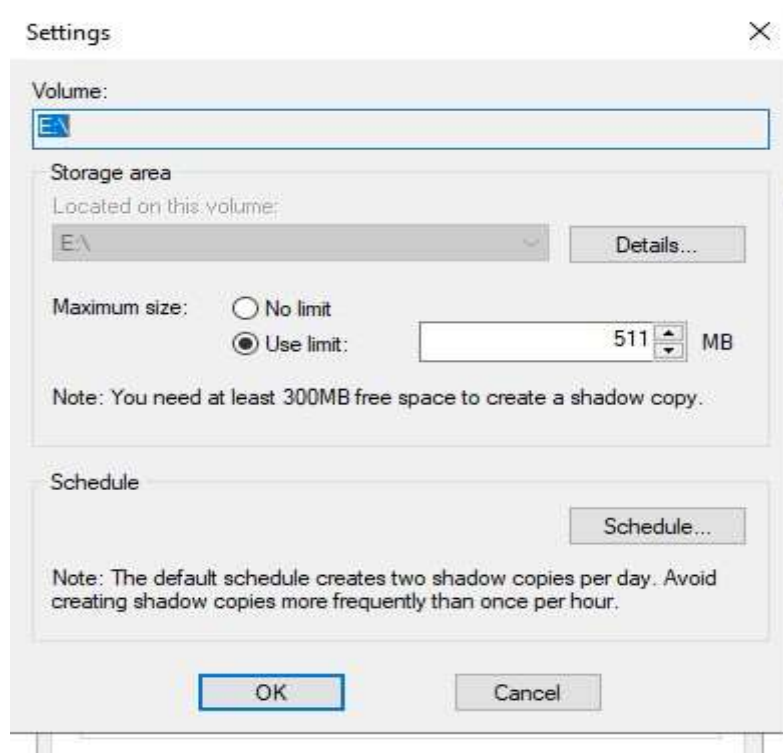 Settings
Volume:
E:\
Storage area
Located on this volume:
E:\
Details...
Maximum size:
No limit
Use limit:
511
MB
Note: You need at least 300MB free space to create a shadow copy.
Schedule
Schedule...
Note: The default schedule creates two shadow copies per day. Avoid
creating shadow copies more frequently than once per hour.
OK
Cancel